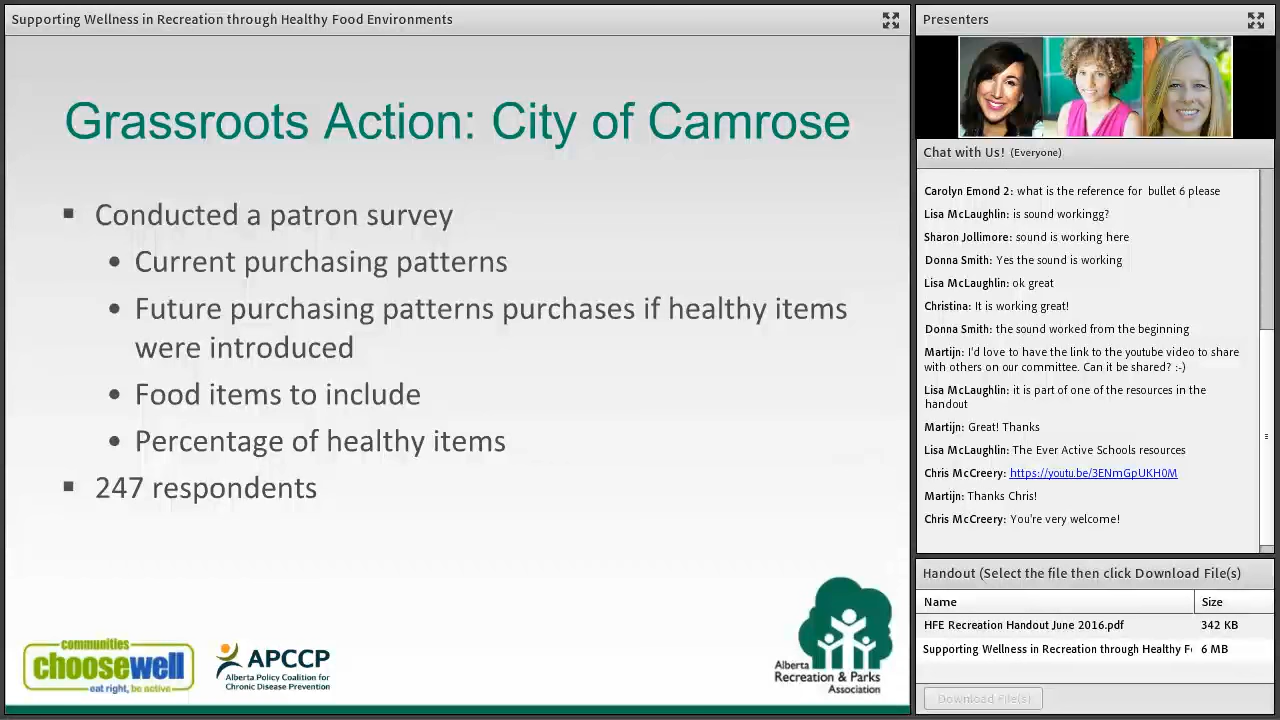 Supporting Wellness in Recreation through Healthy Food Environments
Grassroots Action: City of Camrose
Conducted a patron survey
Current purchasing patterns
Future purchasing patterns purchases if healthy items
were introduced
Food items to include
Percentage of healthy items
247 respondents
communities
choosewell
eat right, be active
APCCP
Alberta Policy Coalition for
Chronic Disease Prevention
Alberta
Recreation & Parks
Association
Presenters
Chat with Us! (Everyone)
Carolyn Emond 2: what is the reference for bullet 6 please
Lisa McLaughlin: is sound workingg?
Sharon Jollimore: sound is working here
Donna Smith: Yes the sound is working
Lisa McLaughlin: ok great
Christina: It is working great!
Donna Smith: the sound worked from the beginning
Martijn: I'd love to have the link to the youtube video to share
with others on our committee. Can it be shared? :-)
Lisa McLaughlin: it is part of one of the resources in the
handout
Martijn: Great! Thanks
Lisa McLaughlin: The Ever Active Schools resources
Chris McCreery: https://youtu.be/3ENmGpUKH0M
Martijn: Thanks Chris!
Chris McCreery: You're very welcome!
Handout (Select the file then click Download File(s)
Name Size
HFE Recreation Handout June 2016.pdf 342 KB
Supporting Wellness in Recreation through Healthy 6 MB
Download File(s)